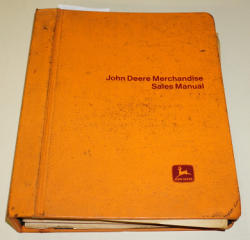 John Deere Merchandise
Sales Manual
JOHN DEERE